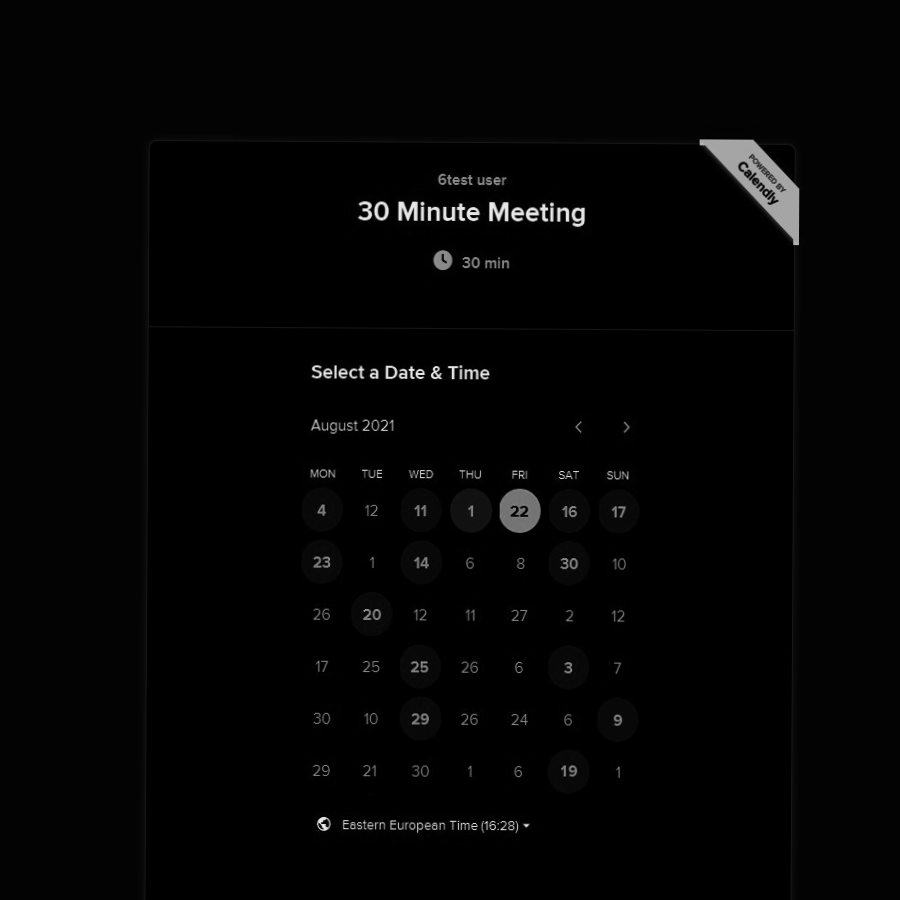 POWERED BY
Calendly
6test user
30 Minute Meeting
30 min
Select a Date & Time
August 2021
MON TUE WED THU FRI SAT SUN
4 12 11 1 22 16 17
23 1 14 6 8 30 10
26 20 12 11 27 2 12
17 25 25 26 6 3 7
30 10 29 26 24 6 9
29 21 30 1 6 19 1
Eastern European Time (16:28)